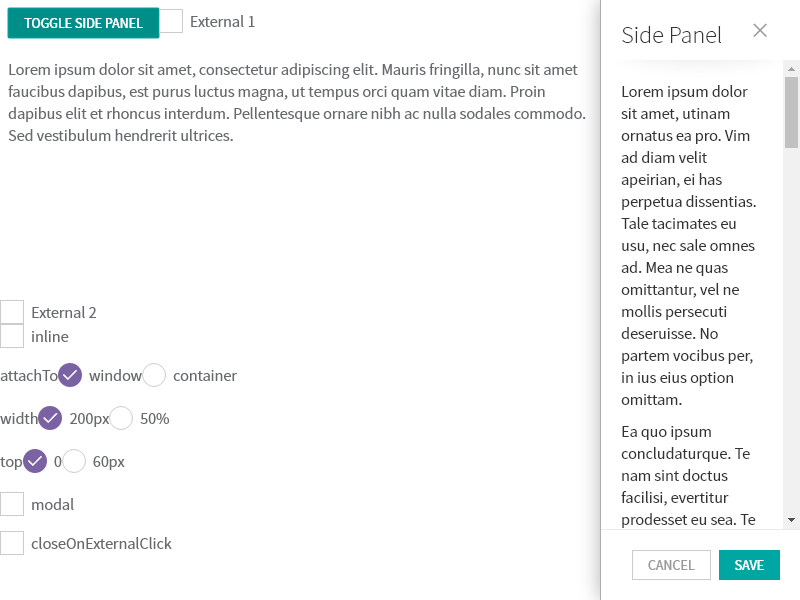 TOGGLE SIDE PANEL External 1
Lorem ipsum dolor sit amet, consectetur adipiscing elit. Mauris fringilla, nunc sit amet
faucibus dapibus, est purus luctus magna, ut tempus orci quam vitae diam. Proin
dapibus elit et rhoncus interdum. Pellentesque ornare nibh ac nulla sodales commodo.
Sed vestibulum hendrerit ultrices.
External 2
inline
attachTo window container
width 200px 50%
top 0 60px
modal
closeOnExternalClick
Side Panel
Lorem ipsum dolor
sit amet, utinam
ornatus ea pro. Vim
ad diam velit
apeirian, ei has
perpetua dissentias.
Tale tacimates eu
usu, nec sale omnes
ad. Mea ne quas
omittantur, vel ne
mollis persecuti
deseruisse. No
partem vocibus per,
in ius eius option
omittam.
Ea quo ipsum
concludaturque. Te
nam sint doctus
facilisi, evertitur
prodesset eu sea. Te
CANCEL SAVE